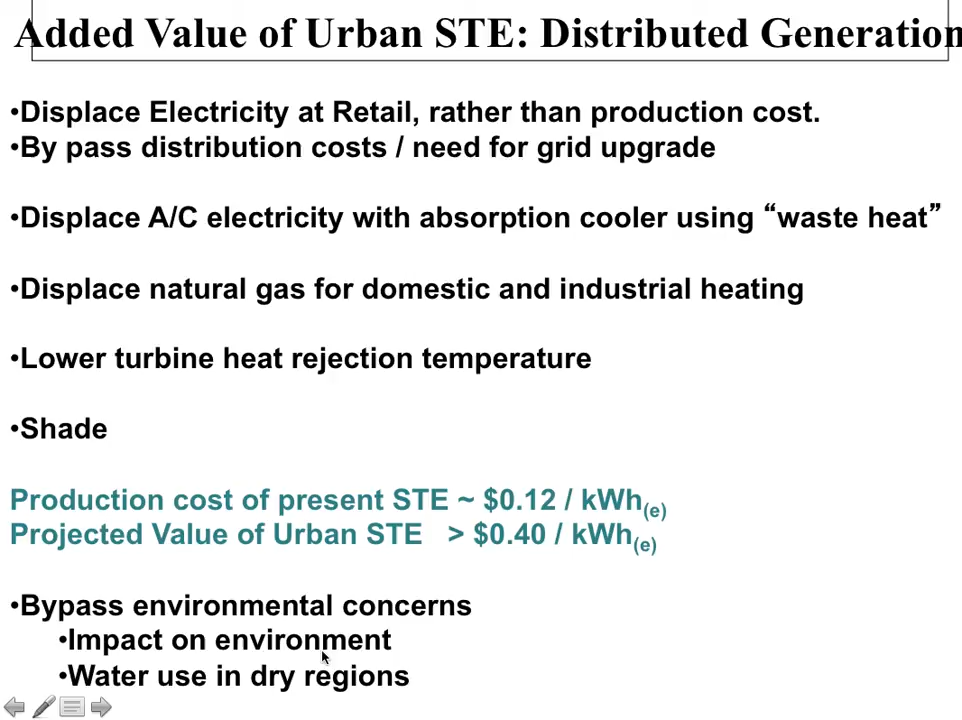 Added Value of Urban STE: Distributed Generation
•Displace Electricity at Retail, rather than production cost.
•By pass distribution costs / need for grid upgrade
•Displace A/C electricity with absorption cooler using “waste heat”
•Displace natural gas for domestic and industrial heating
•Lower turbine heat rejection temperature
•Shade
Production cost of present STE ~ $0.12 / kWh(e)
Projected Value of Urban STE > $0.40 / kWh(e)
•Bypass environmental concerns
•Impact on environment
•Water use in dry regions